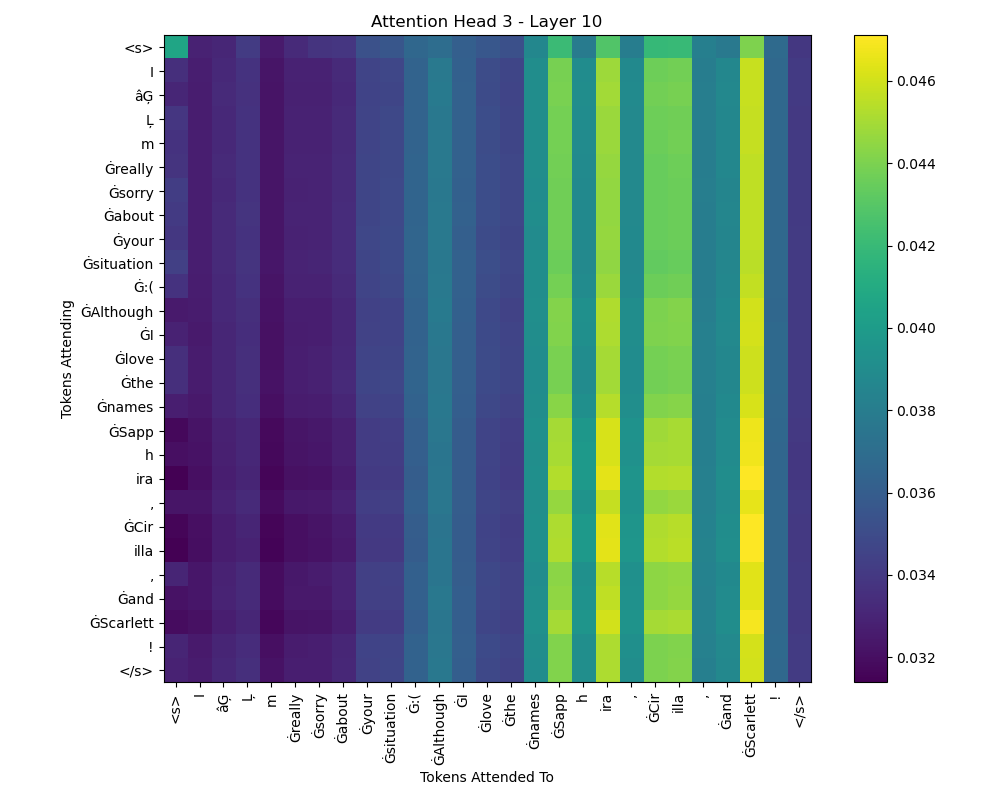 Attention Head 3 - Layer 10
Tokens Attending
<s>
I
âĢ
Ļ
m
Ġreally
Ġsorry
Ġabout
Ġyour
Ġsituation
Ġ:(
ĠAlthough
ĠI
Ġlove
Ġthe
Ġnames
ĠSapp
h
ira
,
ĠCir
illa
,
Ġand
ĠScarlett
!
</s>
<s>
I
âĢ
Ļ
m
Ġreally
Ġsorry
Ġabout
Ġyour
Ġsituation
Ġ:(
ĠAlthough
ĠI
Ġlove
Ġthe
Ġnames
ĠSapp
h
ira
,
ĠCir
illa
,
Ġand
ĠScarlett
!
</s>
Tokens Attended To
0.046
0.044
0.042
0.040
0.038
0.036
0.034
0.032